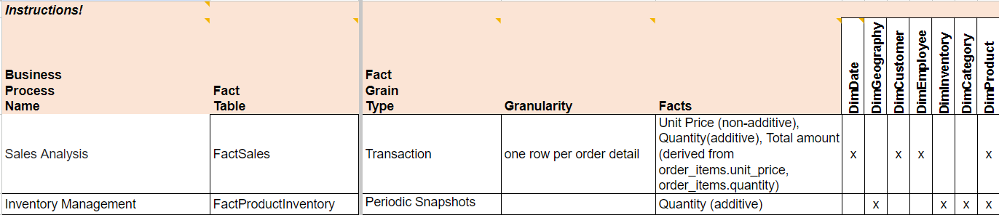 Instructions!
Business
Process
Name
Fact
Table
Fact
Grain
Type
Granularity
Facts
DimDate
DimGeography
DimCustomer
DimEmployee
DimInventory
DimCategory
DimProduct
Sales Analysis
FactSales
Transaction
one row per order detail
Unit Price (non-additive),
Quantity(additive), Total amount
(derived from
order_items.unit_price,
order_items.quantity)
x
x
x
x
Inventory Management
FactProductInventory
Periodic Snapshots
Quantity (additive)
x
x
x
x